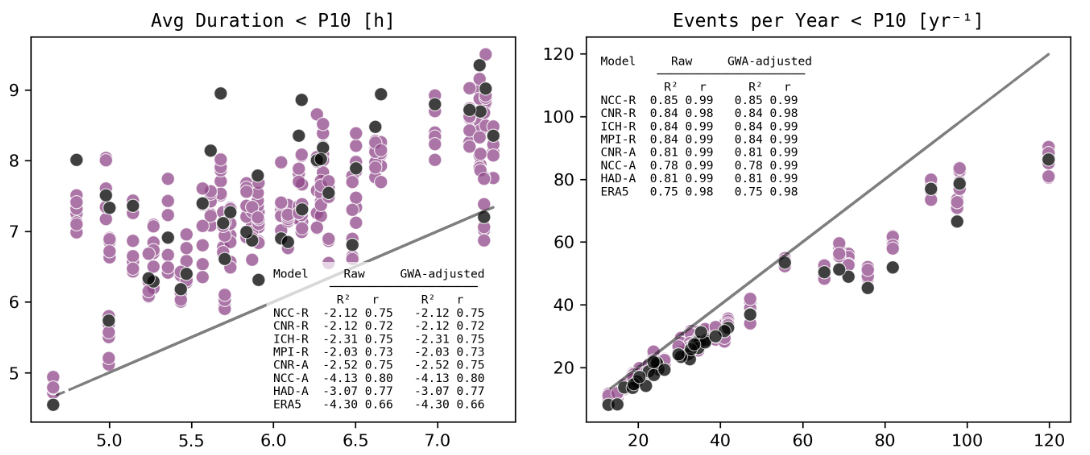 Avg Duration < P10 [h]
9
8
7
6
5
5.0 5.5 6.0 6.5 7.0
Model Raw GWA-adjusted
R² r R² r
NCC-R -2.12 0.75 -2.12 0.75
CNR-R -2.12 0.72 -2.12 0.72
ICH-R -2.31 0.75 -2.31 0.75
MPI-R -2.03 0.73 -2.03 0.73
CNR-A -2.52 0.75 -2.52 0.75
NCC-A -4.13 0.80 -4.13 0.80
HAD-A -3.07 0.77 -3.07 0.77
ERA5 -4.30 0.66 -4.30 0.66
Events per Year < P10 [yr⁻¹]
120
100
80
60
40
20
20 40 60 80 100 120
Model Raw GWA-adjusted
R² r R² r
NCC-R 0.85 0.99 0.85 0.99
CNR-R 0.84 0.98 0.84 0.98
ICH-R 0.84 0.99 0.84 0.99
MPI-R 0.84 0.99 0.84 0.99
CNR-A 0.81 0.99 0.81 0.99
NCC-A 0.78 0.99 0.78 0.99
HAD-A 0.81 0.99 0.81 0.99
ERA5 0.75 0.98 0.75 0.98